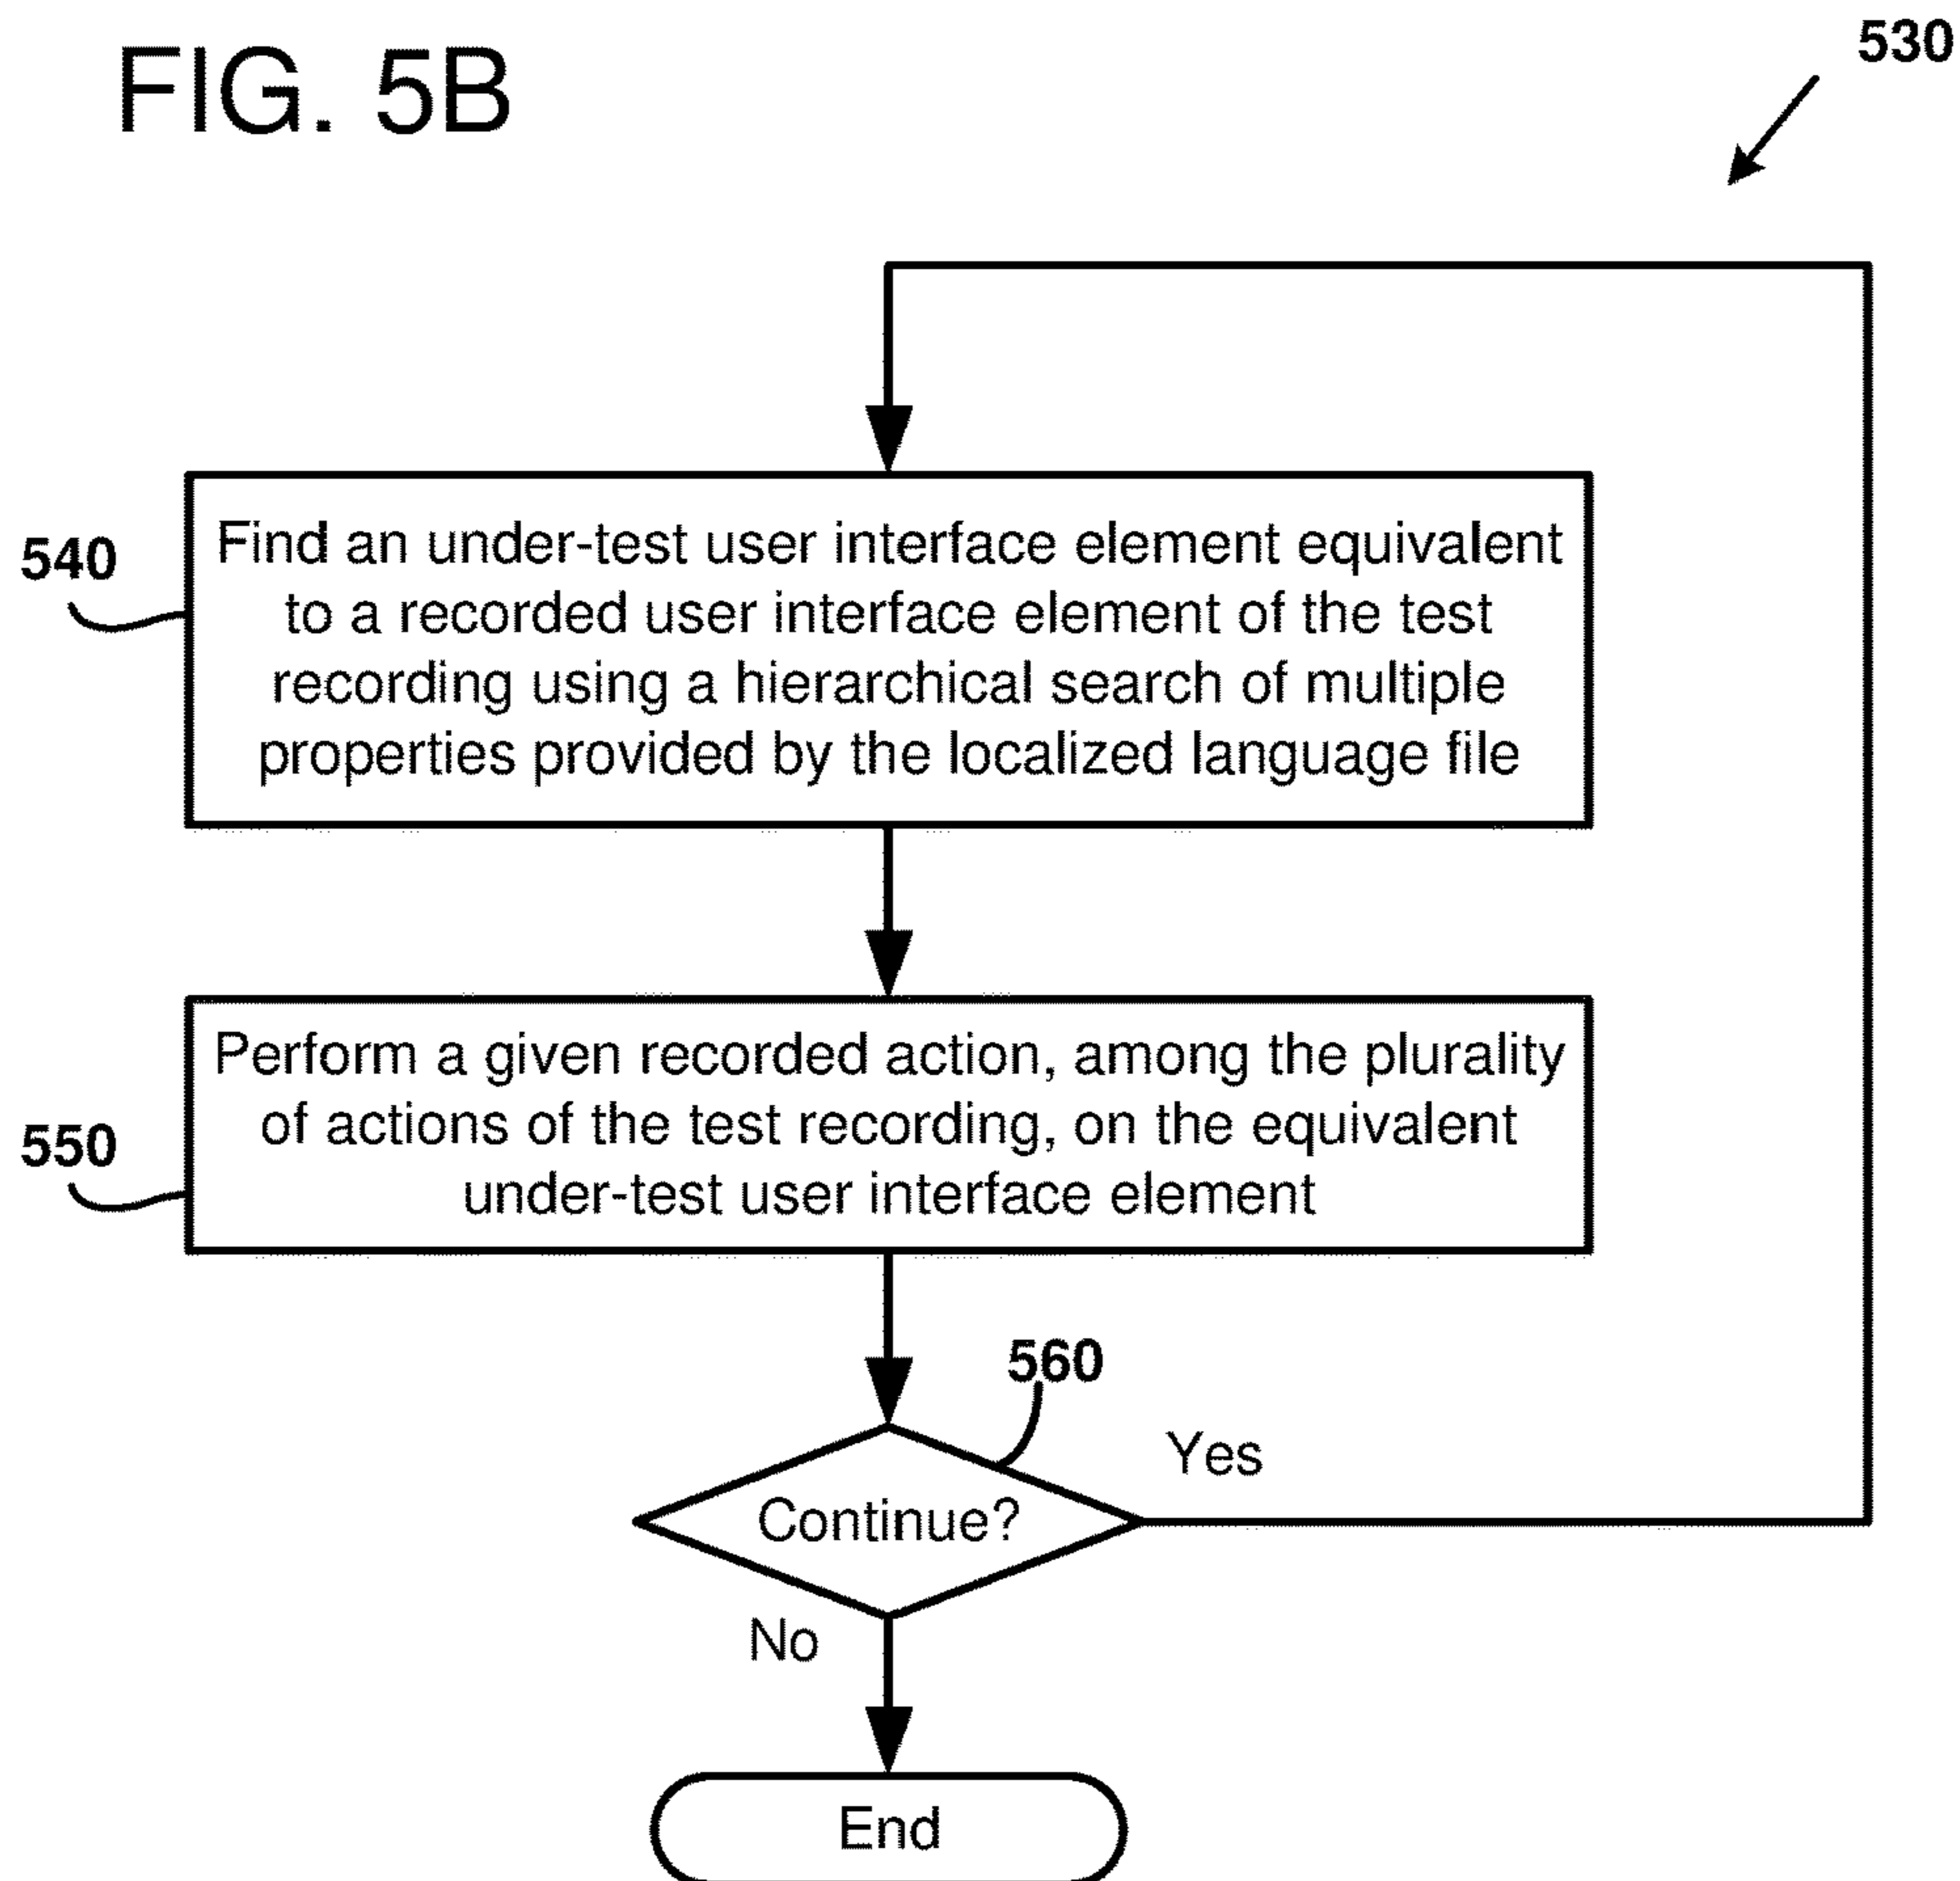 FIG. 5B
530
540
Find an under-test user interface element equivalent
to a recorded user interface element of the test
recording using a hierarchical search of multiple
properties provided by the localized language file
550
Perform a given recorded action, among the plurality
of actions of the test recording, on the equivalent
under-test user interface element
560
Continue?
Yes
No
End